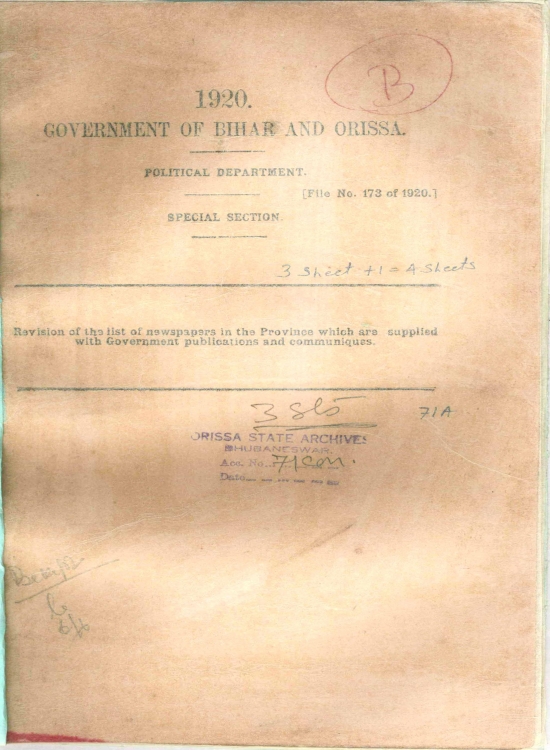 B
1920.
GOVERNMENT OF BIHAR AND ORISSA.
POLITICAL DEPARTMENT.
[File No. 173 of 1920.]
SPECIAL SECTION.
3 Sheet + 1 = 4 Sheets
Revision of the list of newspapers in the Province which are supplied
with Government publications and communiques.
71A
ORISSA STATE ARCHIVES
BHUBANESWAR.
Acc. No. 71 Con.
Date